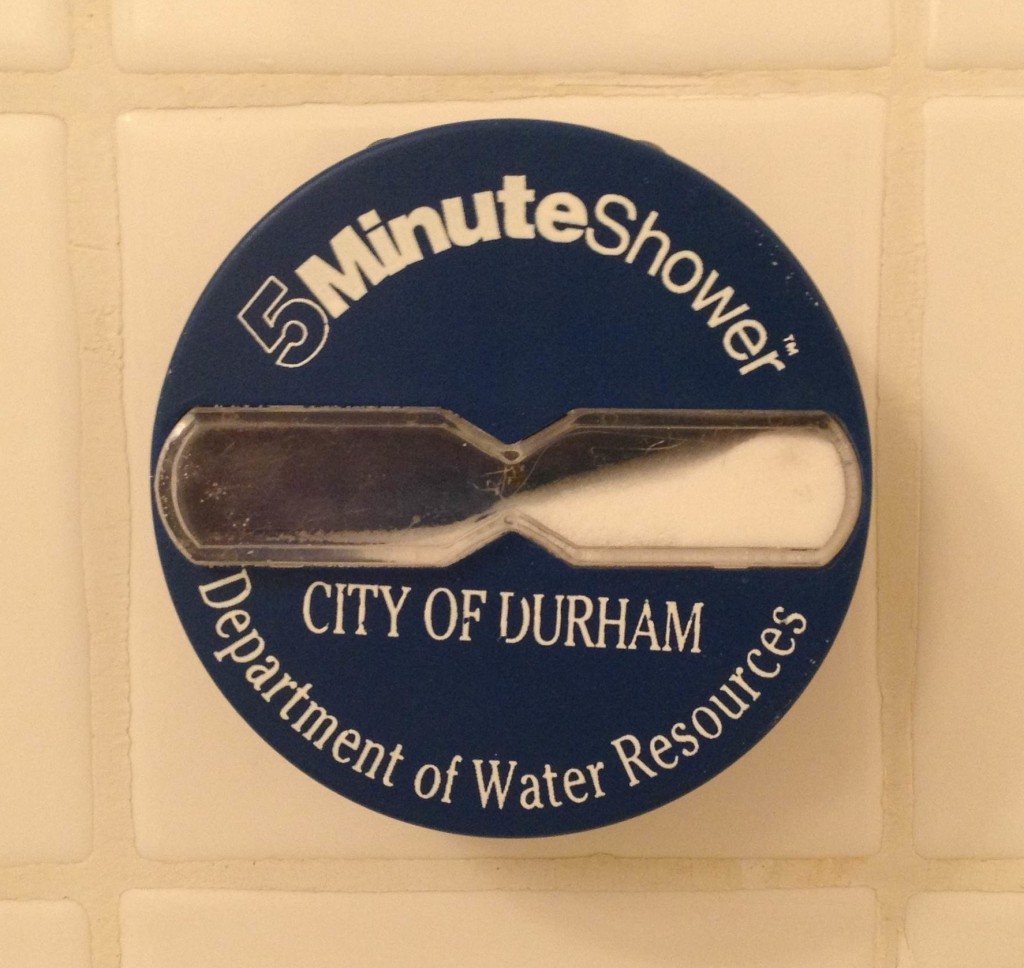 5MinuteShower™
CITY OF DURHAM
Department of Water Resources